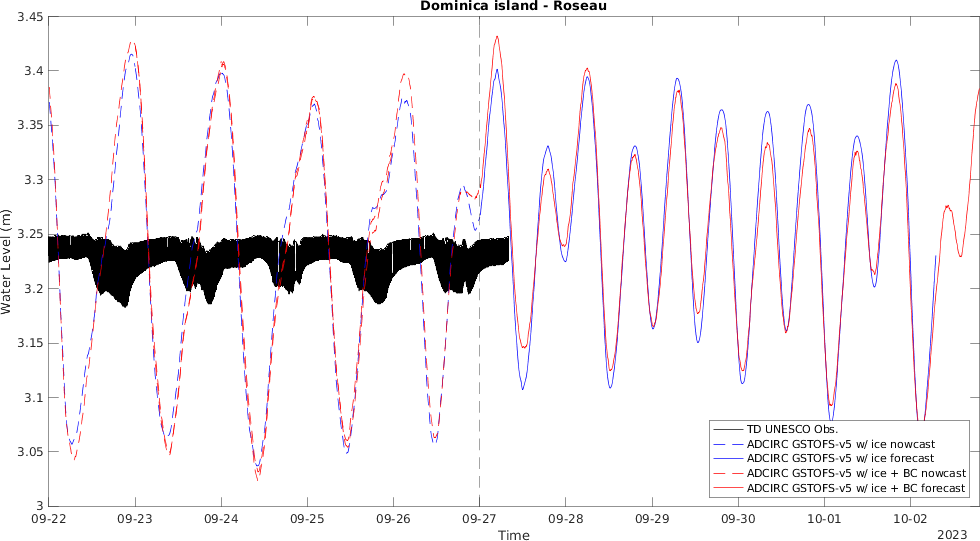 Dominica island - Roseau
3.45
3.4
3.35
3.3
3.25
3.2
3.15
3.1
3.05
3
Water Level (m)
09-22 09-23 09-24 09-25 09-26 09-27 09-28 09-29 09-30 10-01 10-02
Time
2023
TD UNESCO Obs.
ADCIRC GSTOFS-v5 w/ ice nowcast
ADCIRC GSTOFS-v5 w/ ice forecast
ADCIRC GSTOFS-v5 w/ ice + BC nowcast
ADCIRC GSTOFS-v5 w/ ice + BC forecast